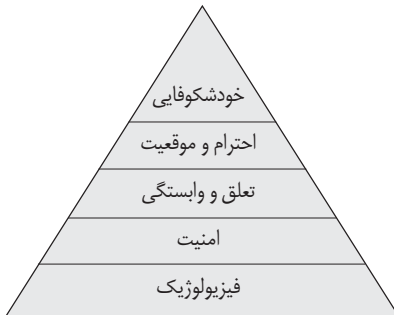 خودشکوفایی
احترام و موقعیت
تعلق و وابستگی
امنیت
فیزیولوژیک